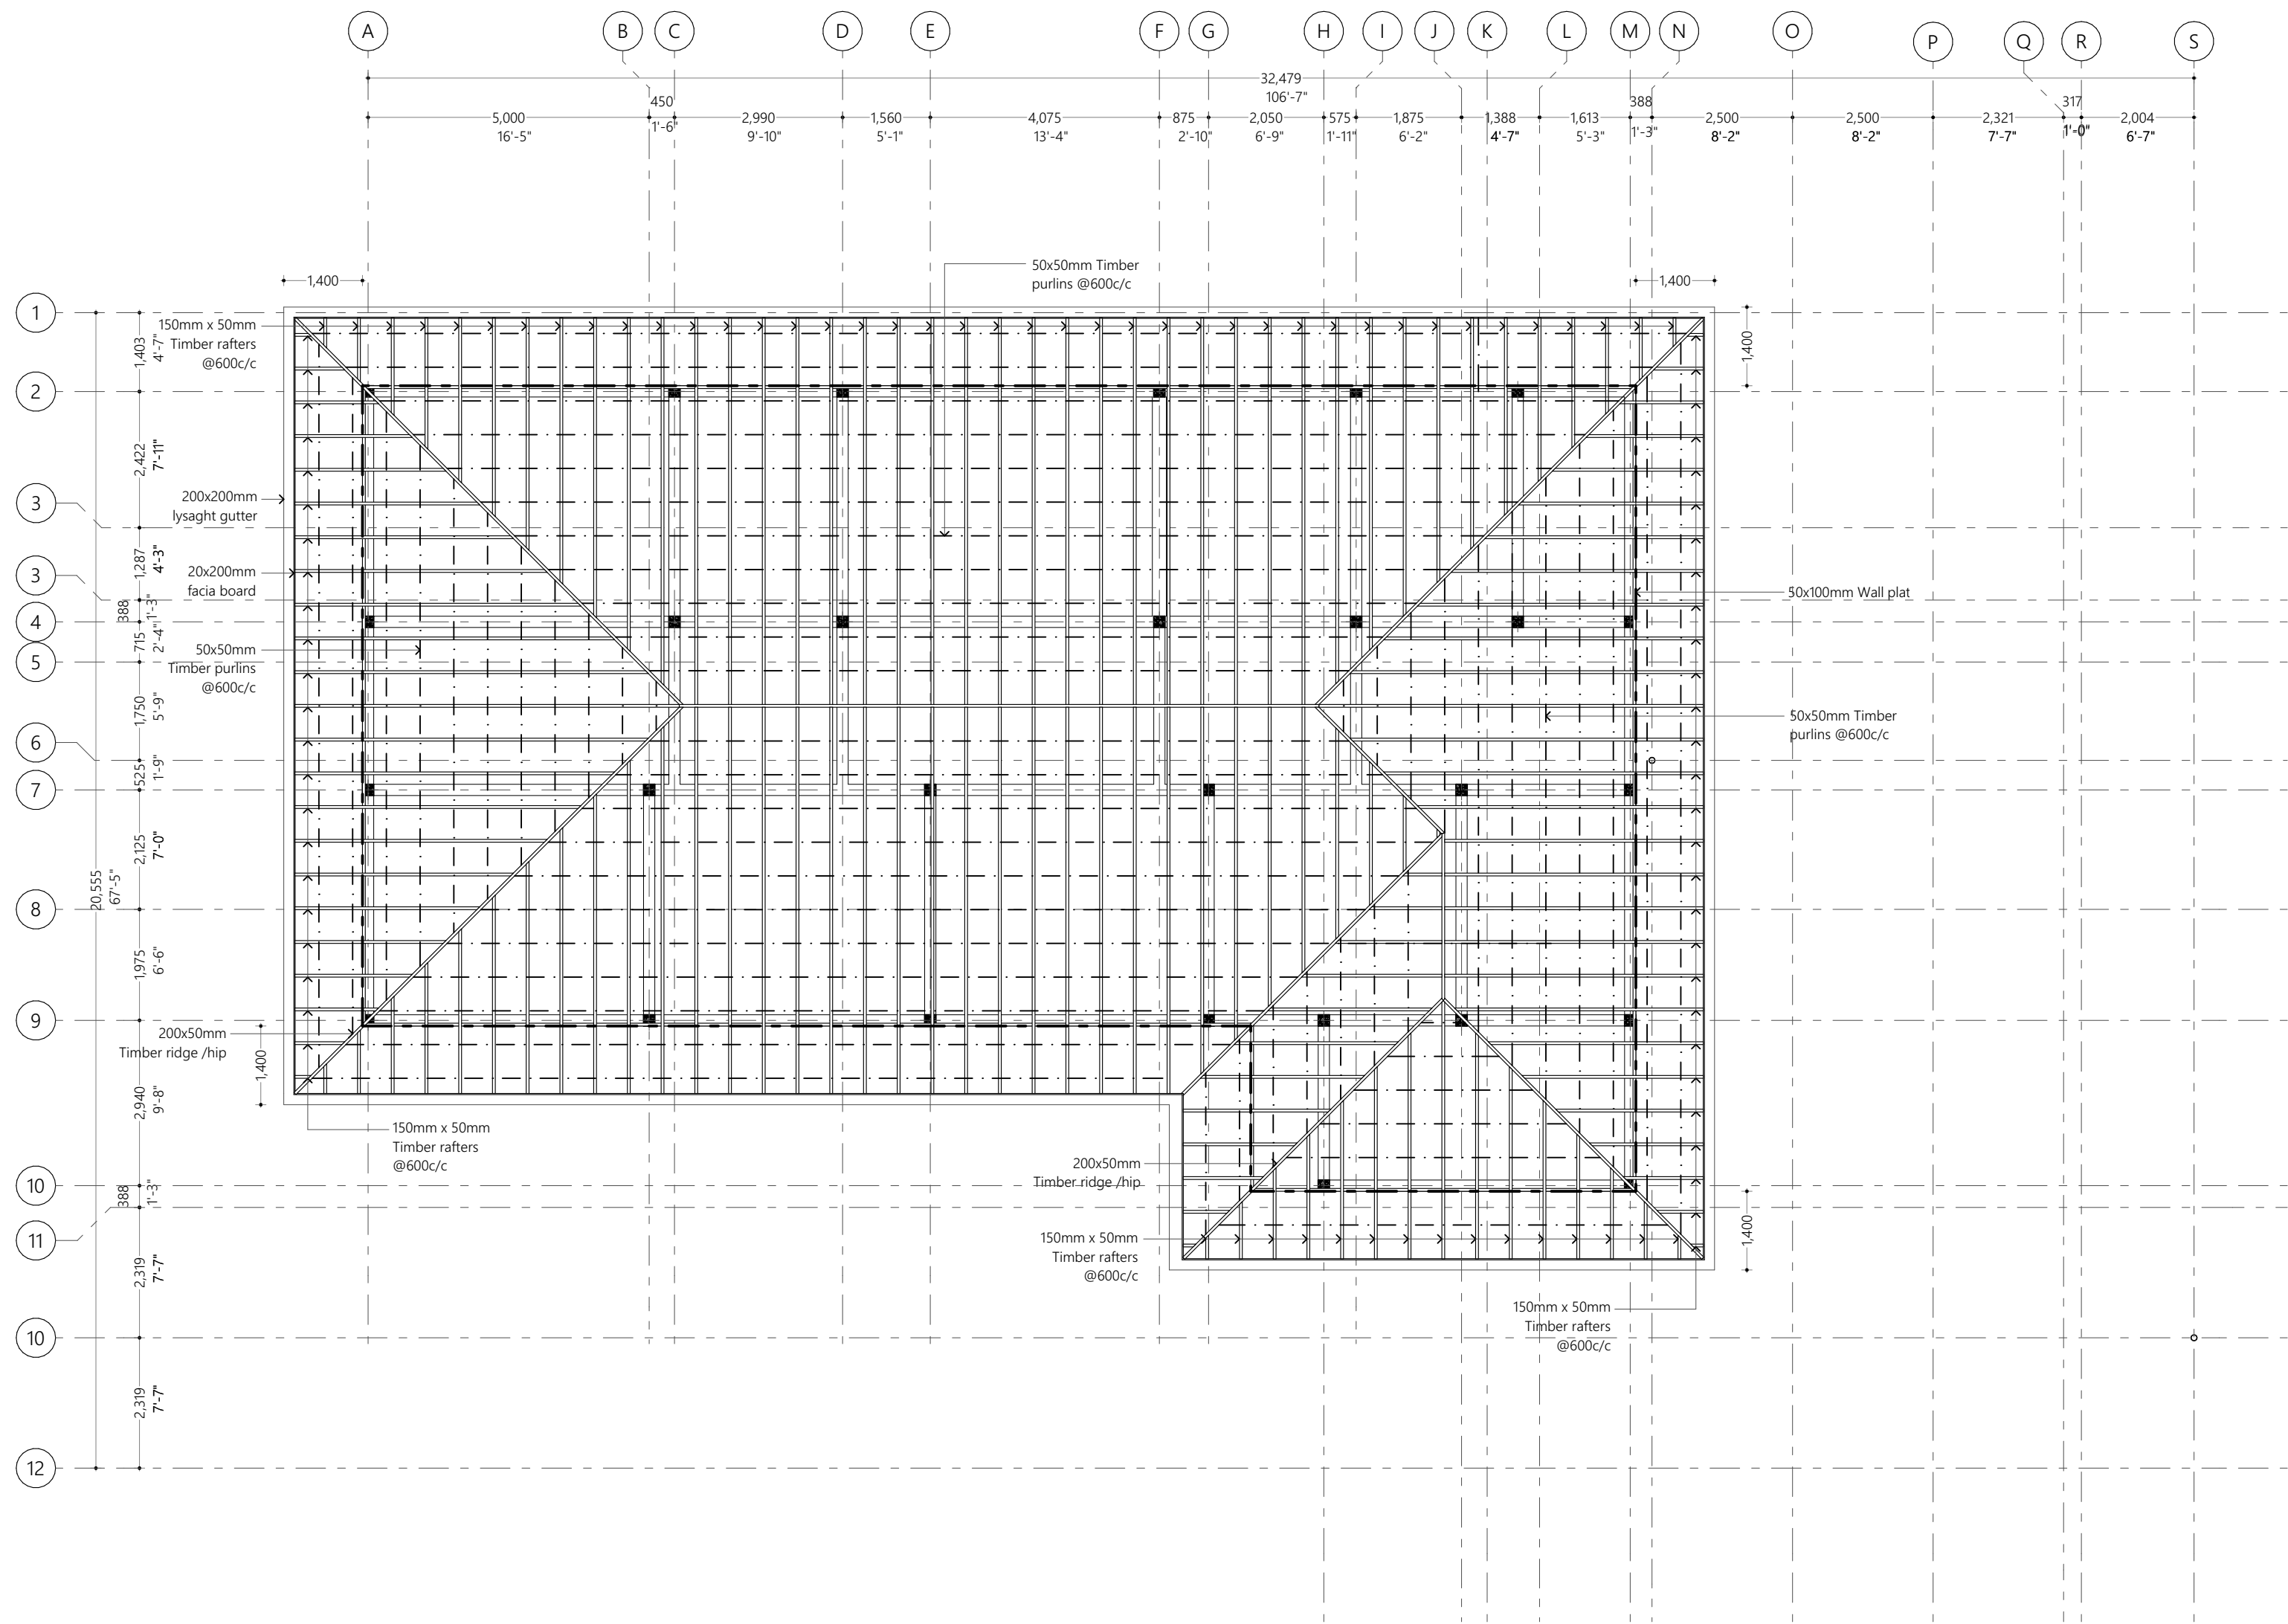 A B C D E F G H I J K L M N O P Q R S
32,479
106'-7"
450 388 317
5,000 2,990 1,560 4,075 875 2,050 575 1,875 1,388 1,613 2,500 2,500 2,321 2,004
1'-6" 1'-3" 1'-0"
16'-5" 9'-10" 5'-1" 13'-4" 2'-10" 6'-9" 1'-11" 6'-2" 4'-7" 5'-3" 8'-2" 8'-2" 7'-7" 6'-7"
50x50mm Timber
purlins @600c/c
1,400
1,400
1
150mm x 50mm
Timber rafters
@600c/c
1,403
4'-7"
1,400
2
2,422
7'-11"
200x200mm
lysaght gutter
3
1,287
4'-3"
20x200mm
facia board
3
50x100mm Wall plat
388
1'-3"
4
715
2'-4"
50x50mm
Timber purlins
@600c/c
5
1,750
5'-9"
50x50mm Timber
purlins @600c/c
6
525
1'-9"
7
2,125
7'-0"
20,555
67'-5"
8
1,975
6'-6"
9
200x50mm
Timber ridge /hip
1,400
2,940
9'-8"
150mm x 50mm
Timber rafters
@600c/c
200x50mm
Timber ridge /hip
10
388
1'-3"
11
150mm x 50mm
Timber rafters
@600c/c
1,400
2,319
7'-7"
150mm x 50mm
Timber rafters
@600c/c
10
2,319
7'-7"
12